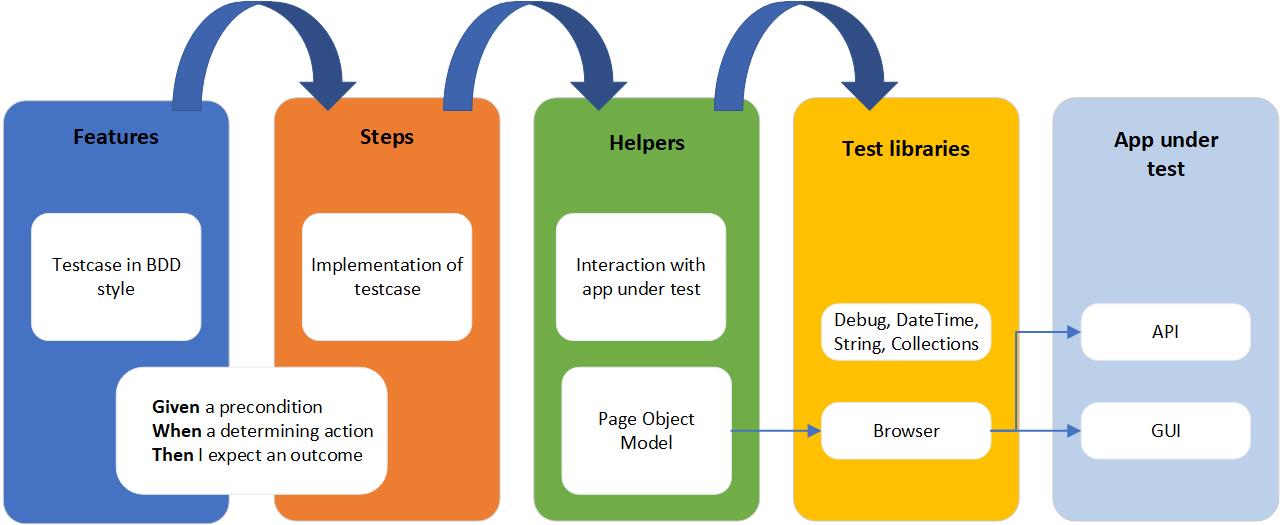 Features
Testcase in BDD
style
Steps
Implementation of
testcase
Given a precondition
When a determining action
Then I expect an outcome
Helpers
Interaction with
app under test
Page Object
Model
Test libraries
Debug, DateTime,
String, Collections
Browser
App under
test
API
GUI